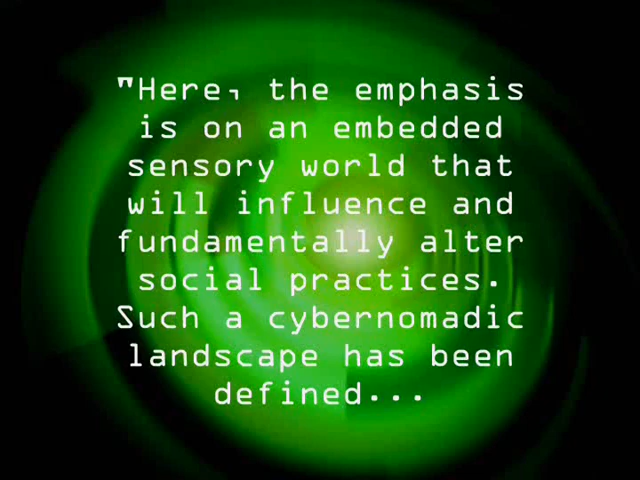 "Here, the emphasis
is on an embedded
sensory world that
will influence and
fundamentally alter
social practices.
Such a cybernomadic
landscape has been
defined...